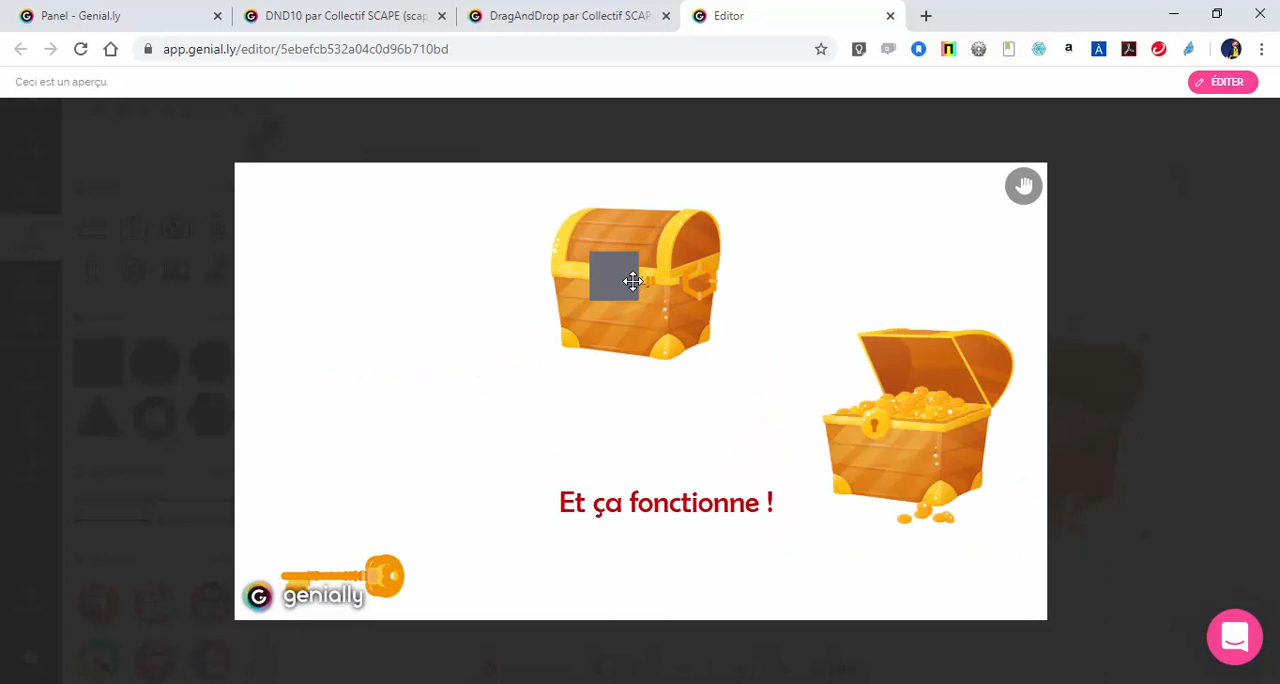 Panel - Genial.ly
DND10 par Collectif SCAPE (scap
DragAndDrop par Collectif SCAP
Editor
app.genial.ly/editor/5ebefcb532a04c0d96b710bd
Ceci est un aperçu.
ÉDITER
Et ça fonctionne !
genially